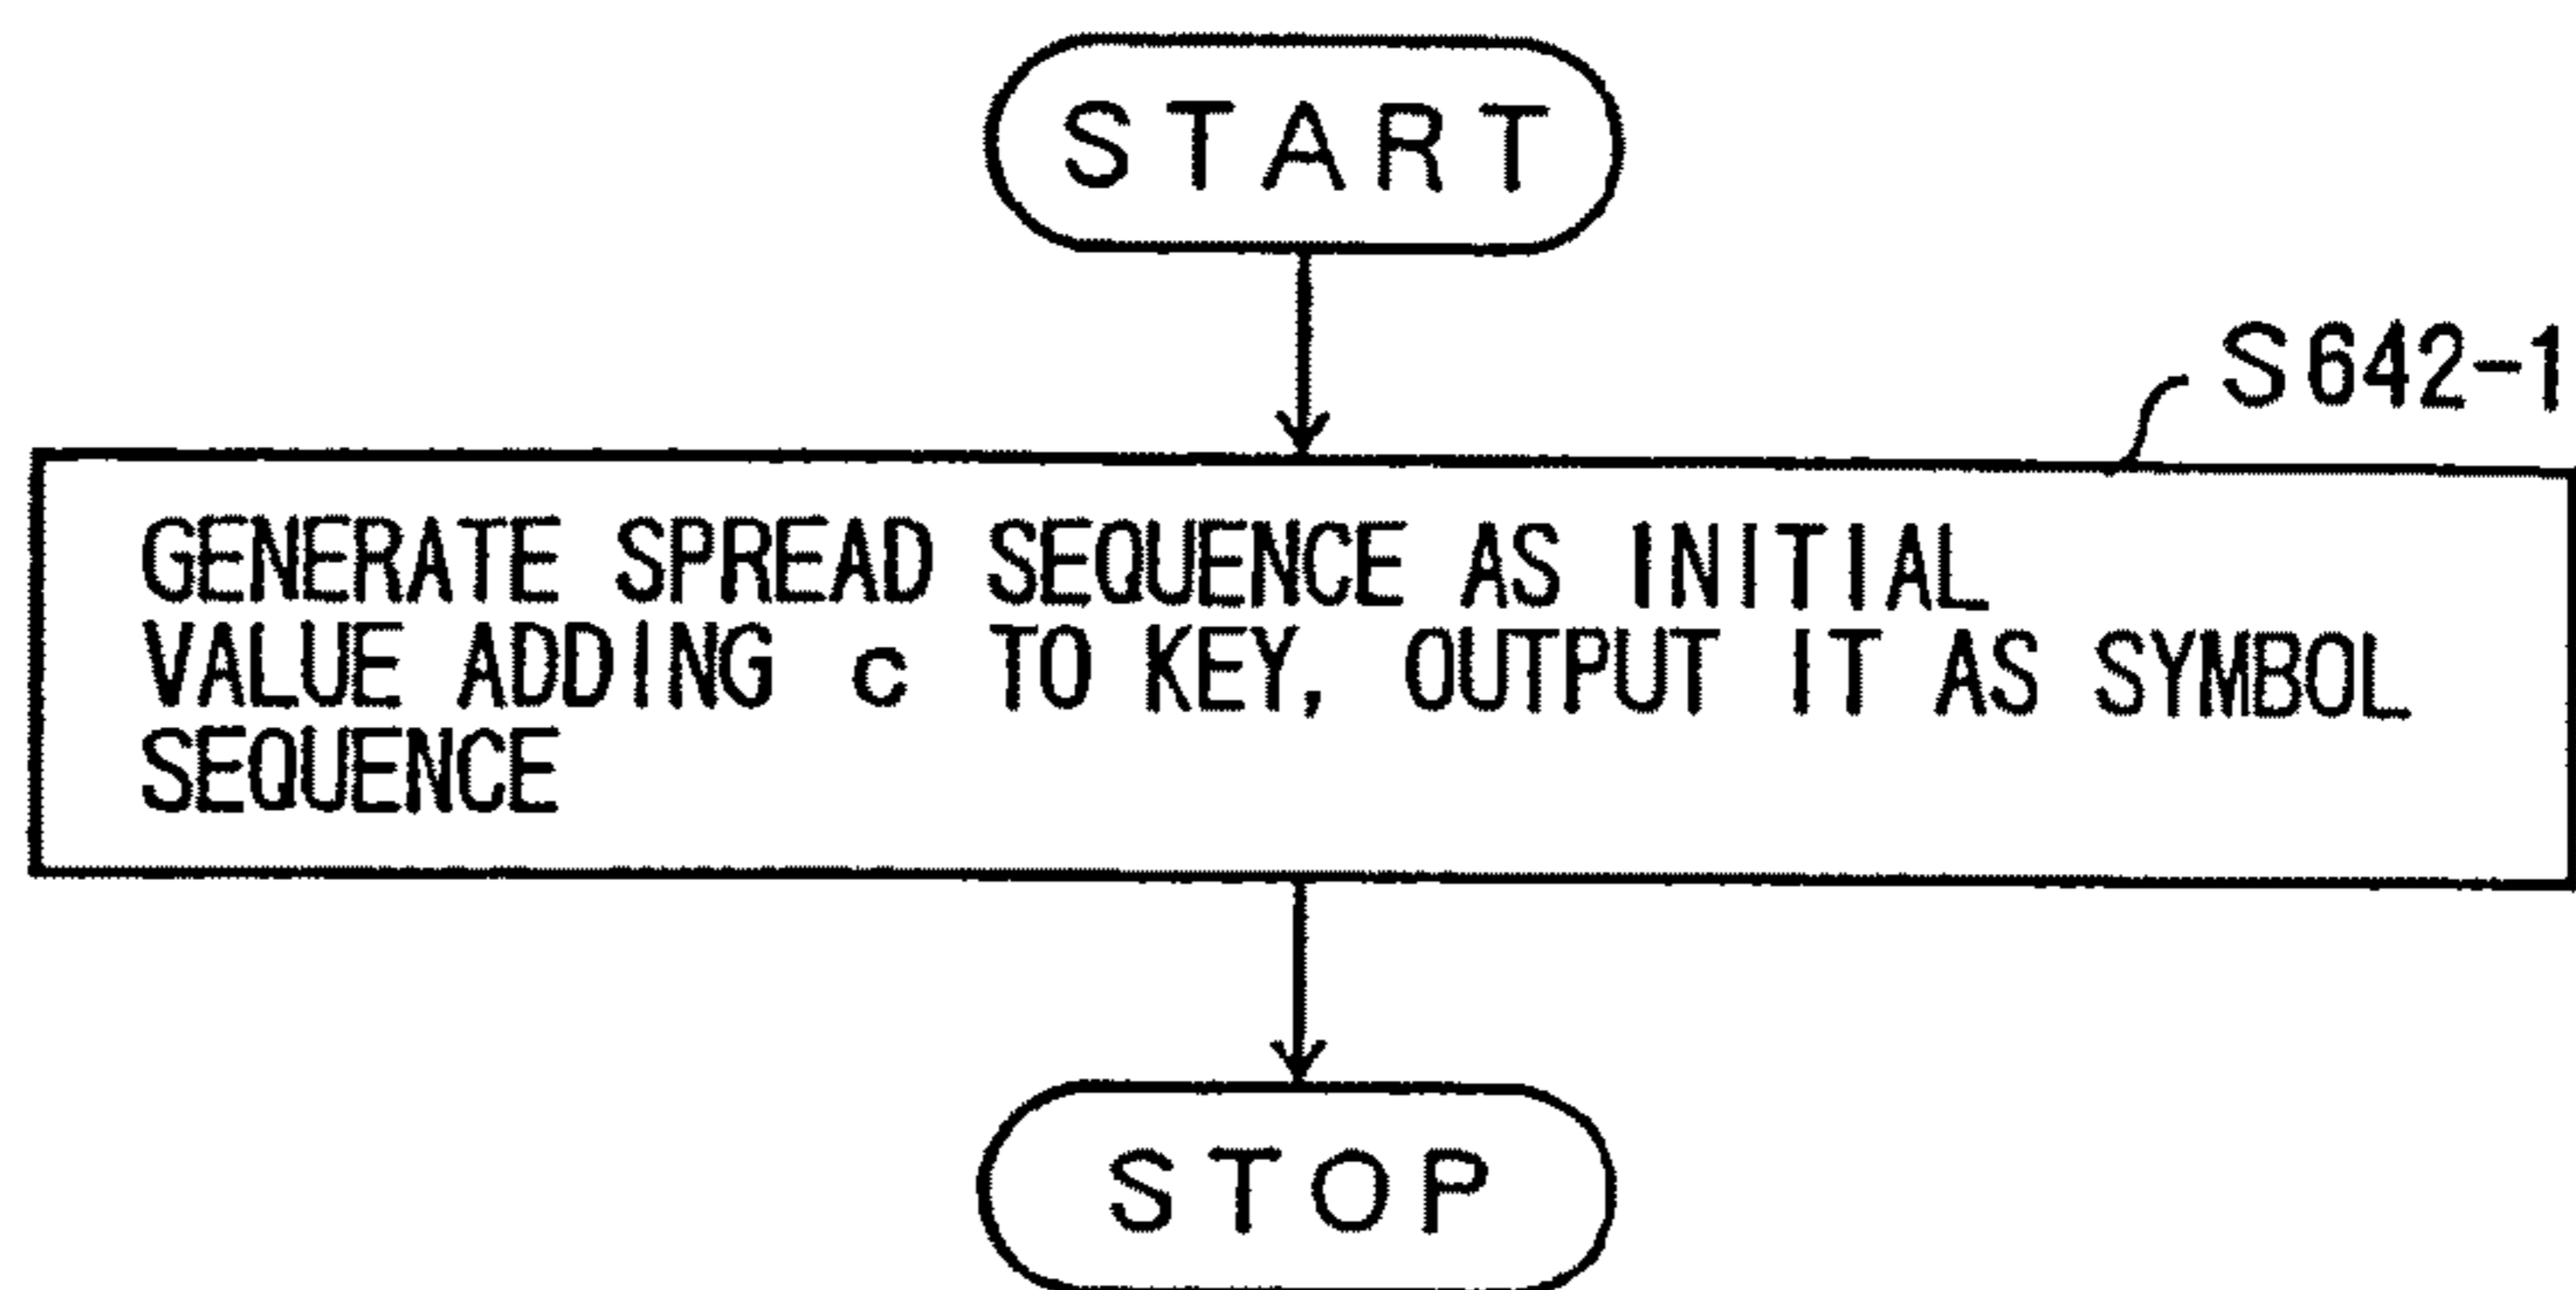 START
S642-1
GENERATE SPREAD SEQUENCE AS INITIAL
VALUE ADDING c TO KEY, OUTPUT IT AS SYMBOL
SEQUENCE
STOP